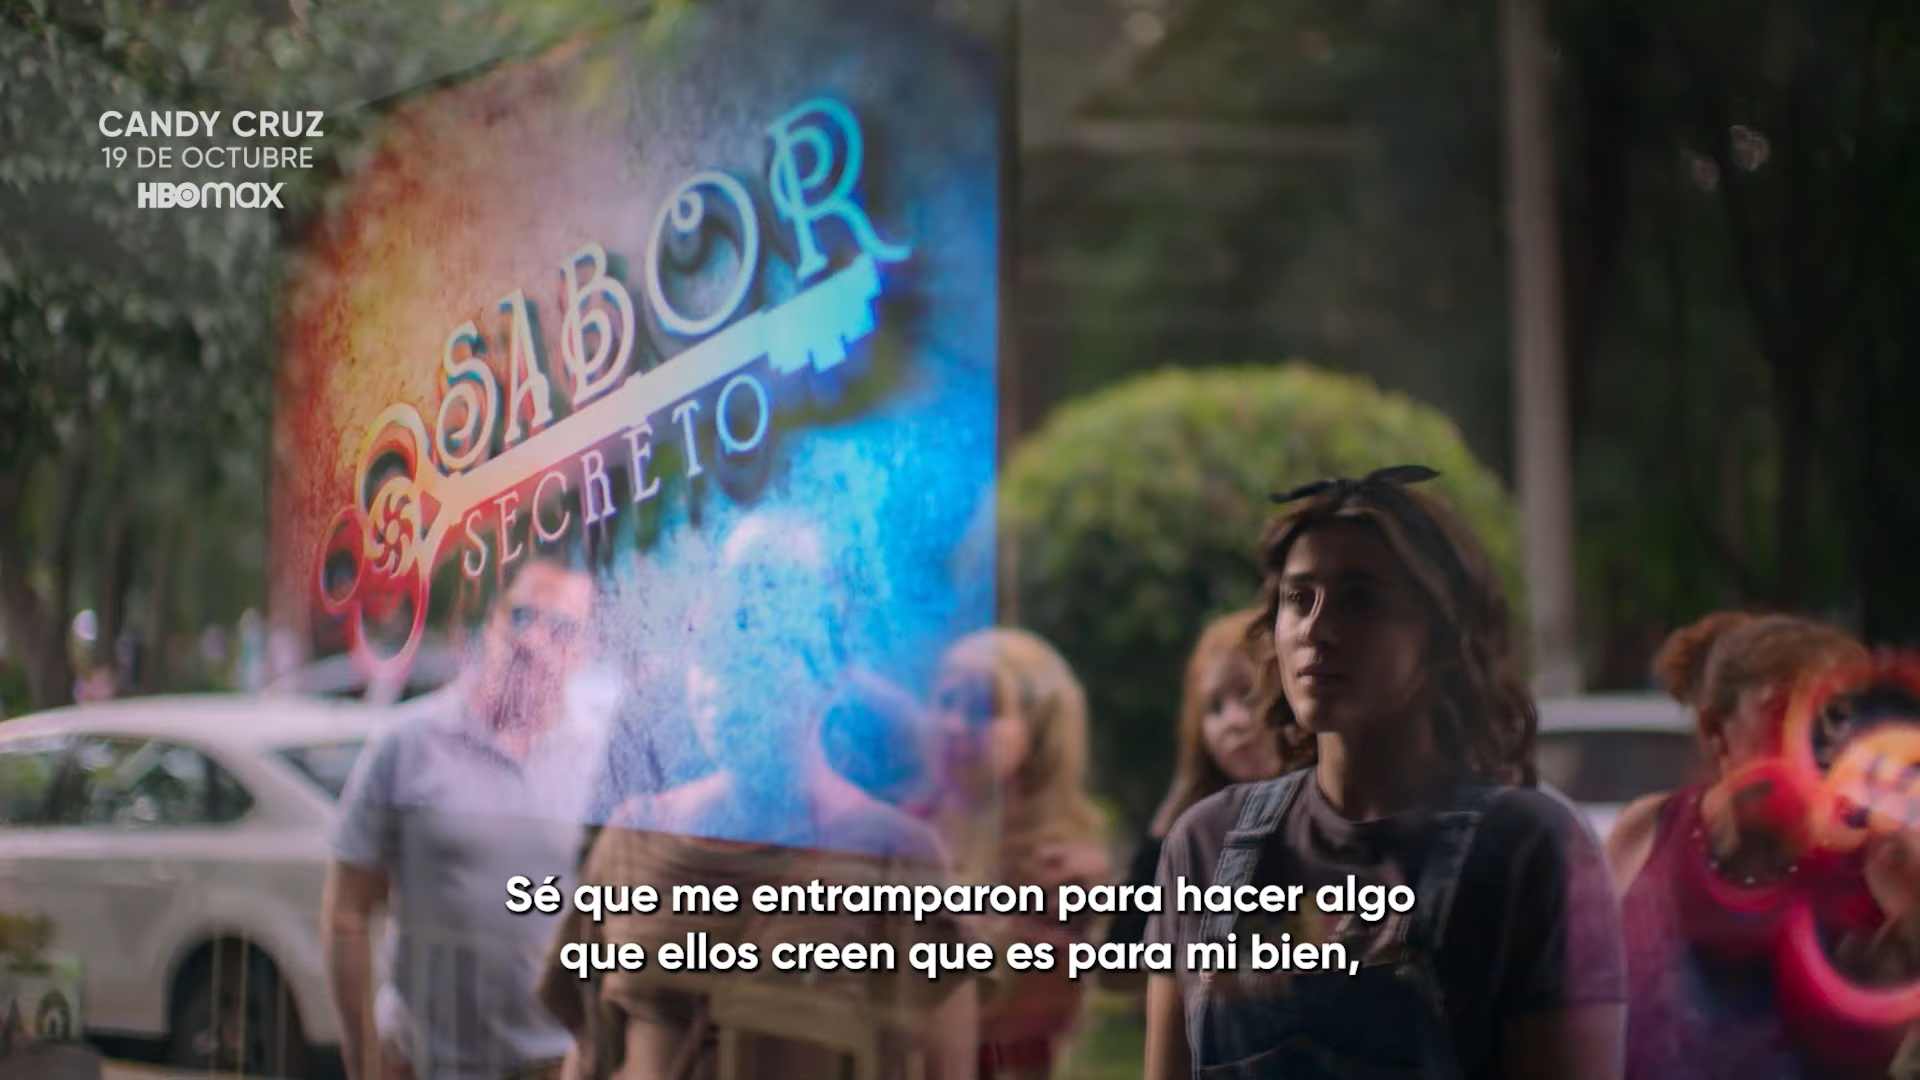 CANDY CRUZ
19 DE OCTUBRE
HBOmax
SABOR
SECRETO
Sé que me entramparon para hacer algo
que ellos creen que es para mi bien,